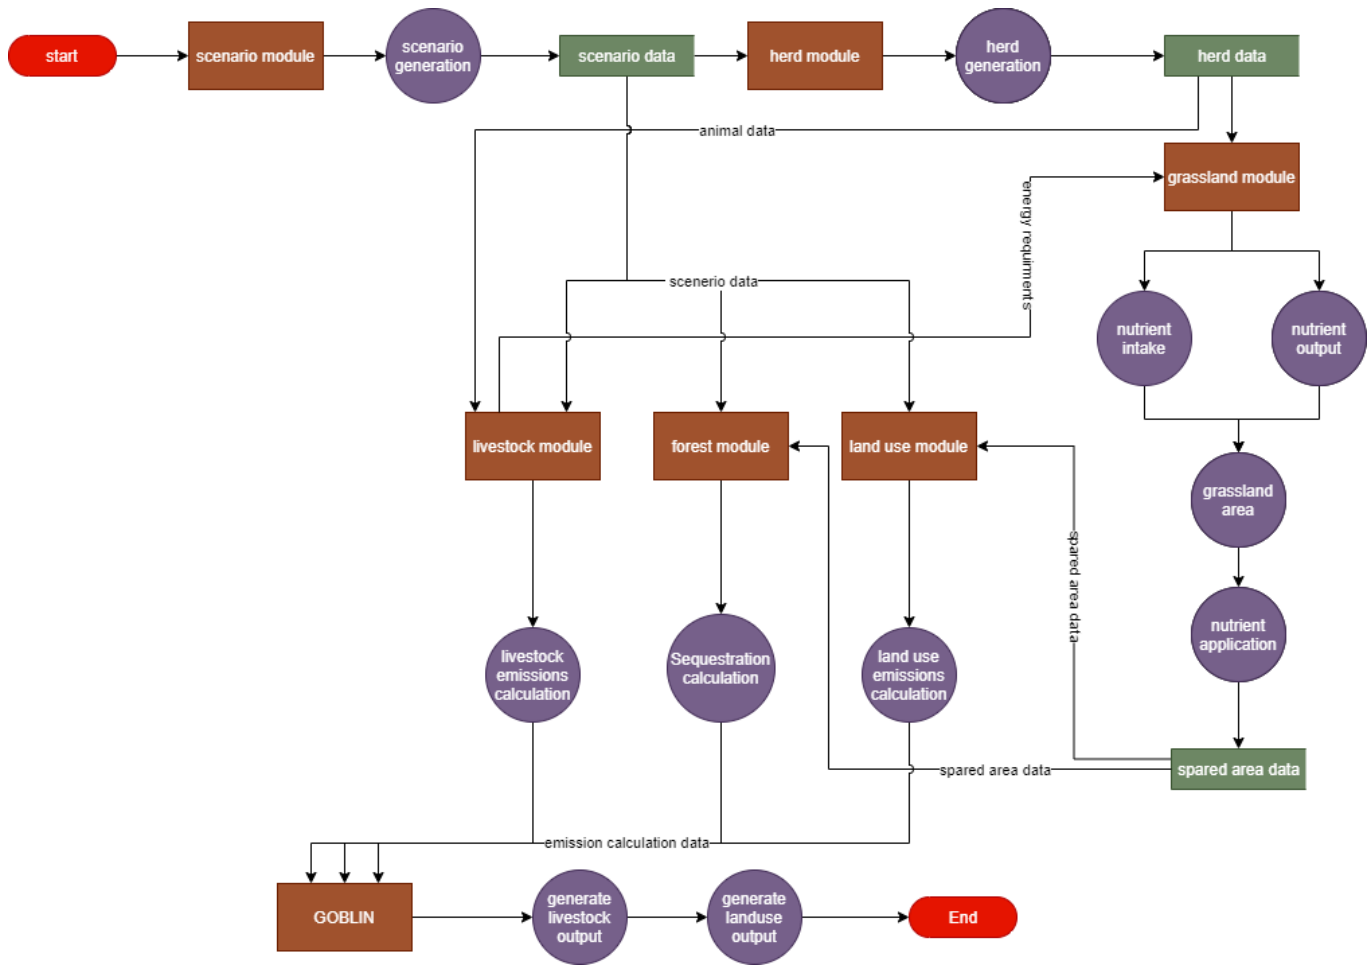 start
scenario module
scenario
generation
scenario data
herd module
herd
generation
herd data
animal data
grassland module
energy requirments
scenerio data
nutrient
intake
nutrient
output
livestock module
forest module
land use module
grassland
area
spared area data
nutrient
application
livestock
emissions
calculation
Sequestration
calculation
land use
emissions
calculation
spared area data
spared area data
emission calculation data
GOBLIN
generate
livestock
output
generate
landuse
output
End